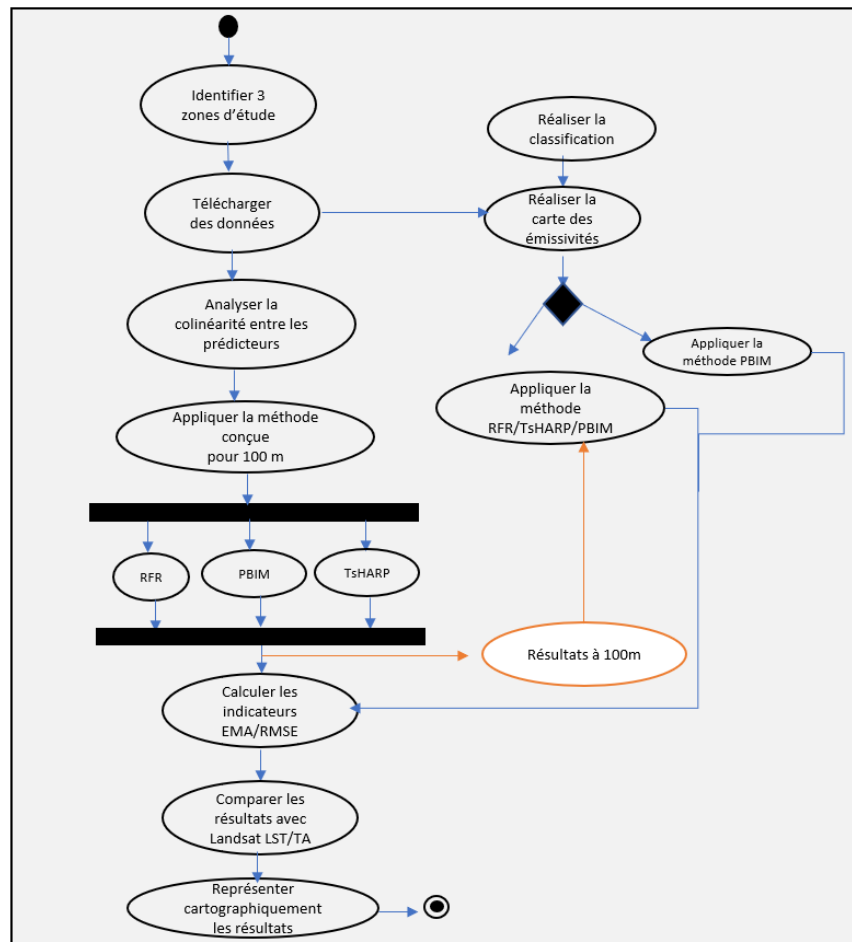 Identifier 3
zones d'étude
Réaliser la
classification
Télécharger
des données
Réaliser la
carte des
émissivités
Analyser la
colinéarité entre les
prédicteurs
Appliquer la
méthode PBIM
Appliquer la
méthode
RFR/TsHARP/PBIM
Appliquer la méthode
conçue
pour 100 m
RFR
PBIM
TsHARP
Résultats à 100m
Calculer les
indicateurs
EMA/RMSE
Comparer les
résultats avec
Landsat LST/TA
Représenter
cartographiquement
les résultats